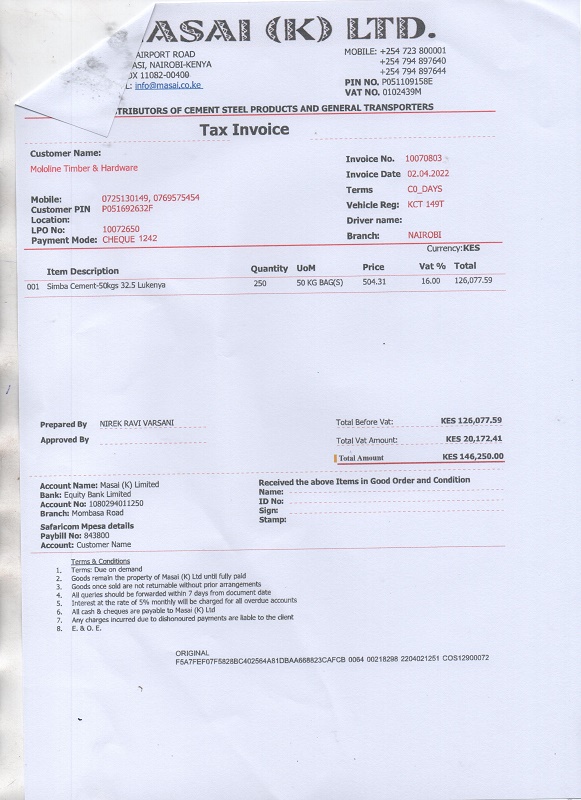 MASAI (K) LTD.
AIRPORT ROAD
ASI, NAIROBI-KENYA
OX 11082-00400
L: info@masai.co.ke
MOBILE: +254 723 800001
+254 794 897640
+254 794 897644
PIN NO. P051109158E
VAT NO. 0102439M
TRIBUTORS OF CEMENT STEEL PRODUCTS AND GENERAL TRANSPORTERS
Tax Invoice
Customer Name:
Mololine Timber & Hardware
Mobile: 0725130149, 0769575454
Customer PIN P051692632F
Location:
LPO No: 10072650
Payment Mode: CHEQUE 1242
Invoice No. 10070803
Invoice Date 02.04.2022
Terms C0_DAYS
Vehicle Reg: KCT 149T
Driver name:
Branch: NAIROBI
Currency:KES
Item Description Quantity UoM Price Vat % Total
001 Simba Cement-50kgs 32.5 Lukenya 250 50 KG BAG(S) 504.31 16.00 126,077.59
Prepared By NIREK RAVI VARSANI
Approved By
Total Before Vat: KES 126,077.59
Total Vat Amount: KES 20,172.41
Total Amount KES 146,250.00
Account Name: Masai (K) Limited
Bank: Equity Bank Limited
Account No: 1080294011250
Branch: Mombasa Road
Safaricom Mpesa details
Paybill No: 843800
Account: Customer Name
Received the above Items in Good Order and Condition
Name:
ID No:
Sign:
Stamp:
Terms & Conditions
1. Terms: Due on demand
2. Goods remain the property of Masai (K) Ltd until fully paid
3. Goods once sold are not returnable without prior arrangements
4. All queries should be forwarded within 7 days from document date
5. Interest at the rate of 5% monthly will be charged for all overdue accounts
6. All cash & cheques are payable to Masai (K) Ltd
7. Any charges incurred due to dishonoured payments are liable to the client
8. E. & O. E.
ORIGINAL
F5A7FEF07F5828BC402564A81DBAA668823CAFCB 0064 00218298 2204021251 COS12900072